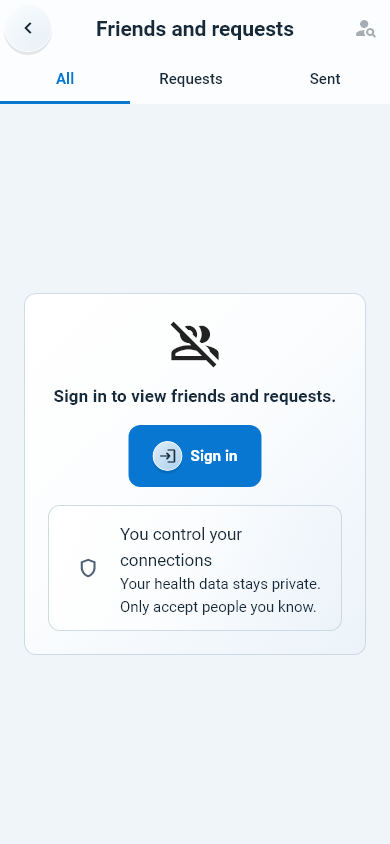 Friends and requests
All
Requests
Sent
Sign in to view friends and requests.
Sign in
You control your
connections
Your health data stays private.
Only accept people you know.